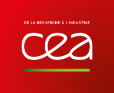 DE LA RECHERCHE À L'INDUSTRIE
cea